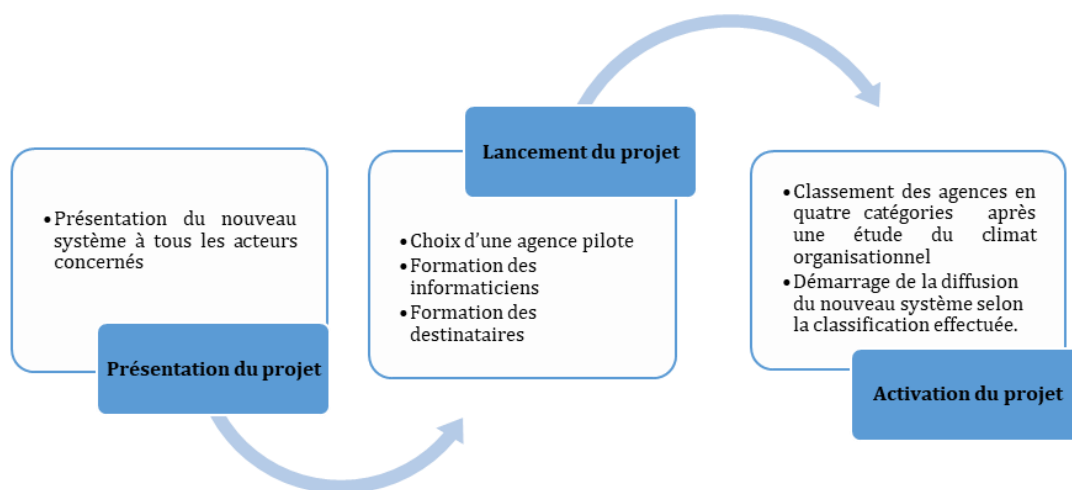 •Présentation du nouveau
système à tous les acteurs
concernés
Présentation du projet
Lancement du projet
•Choix d'une agence pilote
•Formation des
informaticiens
•Formation des
destinataires
•Classement des agences en
quatre catégories après
une étude du climat
organisationnel
•Démarrage de la diffusion
du nouveau système selon
la classification effectuée.
Activation du projet